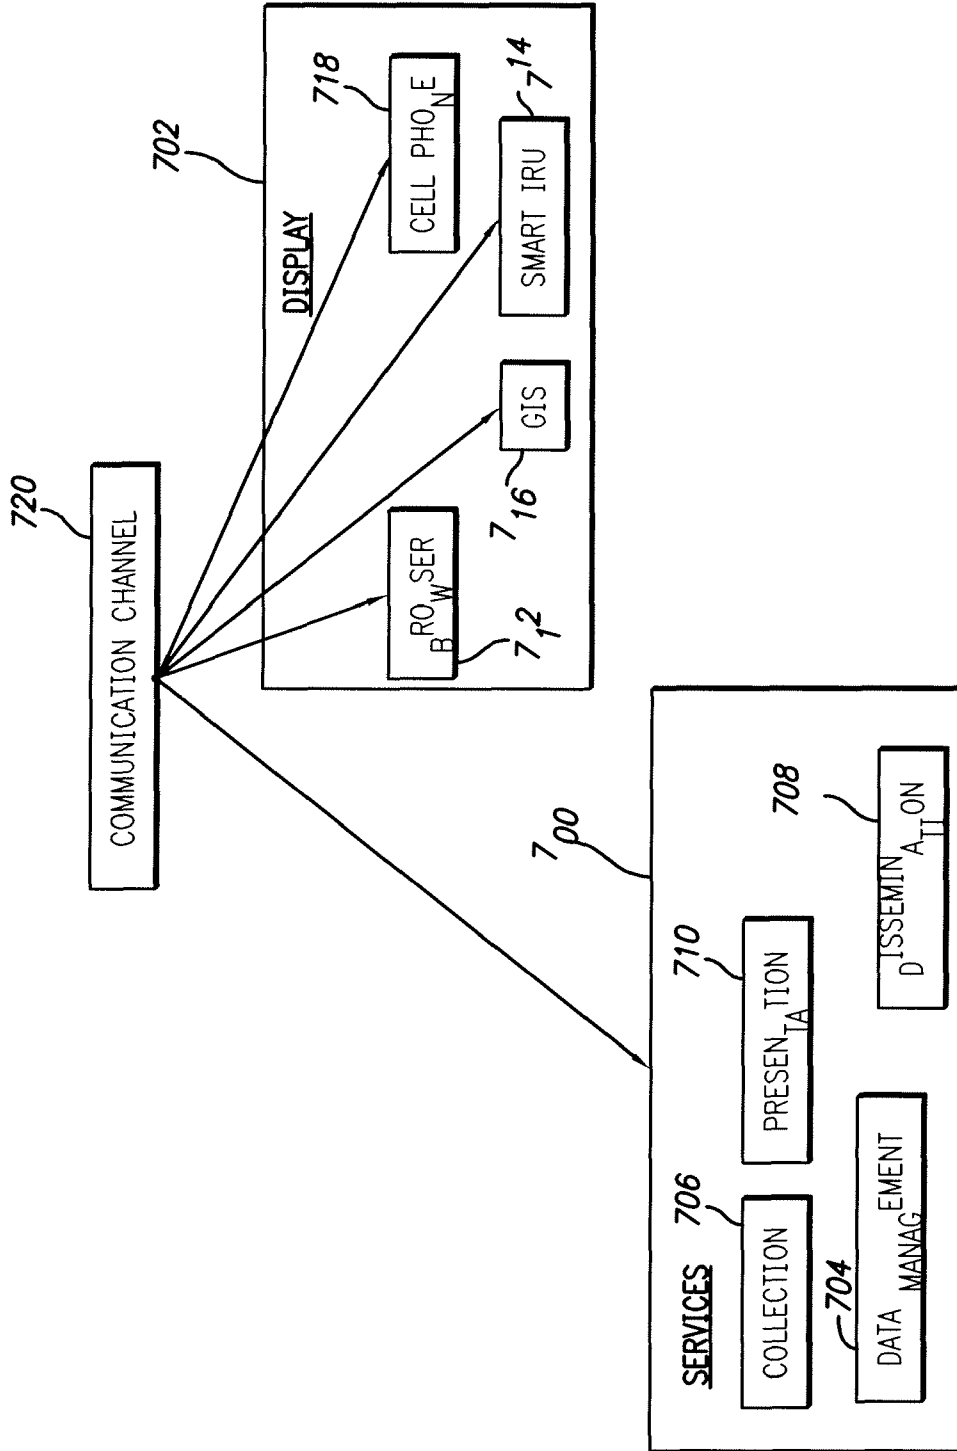 720
COMMUNICATION CHANNEL
702
DISPLAY
718
CELL PHONE
BROWSER
712
GIS
716
SMART IRU
714
700
SERVICES
706
COLLECTION
710
PRESENTATION
704
DATA MANAGEMENT
708
DISSEMINATION